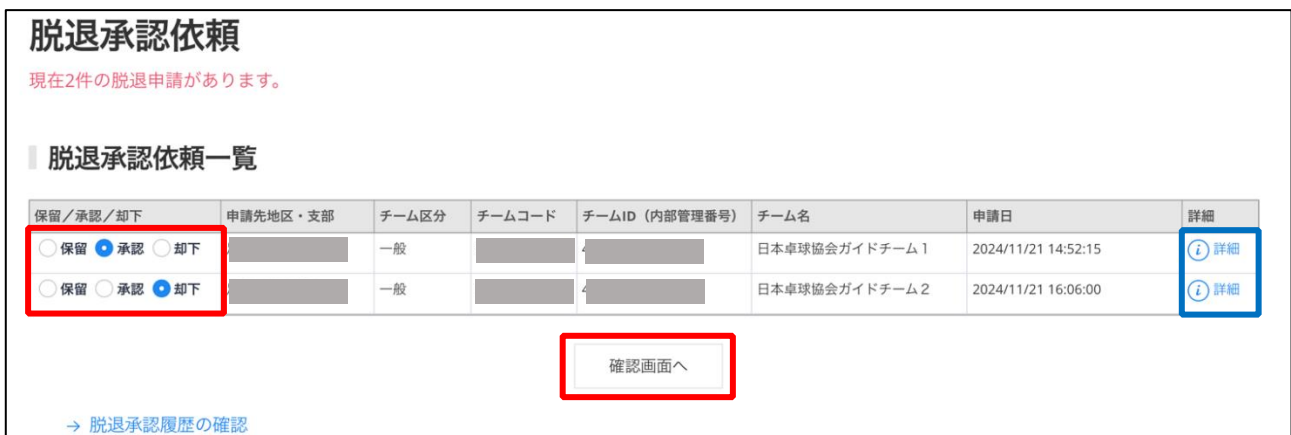 脱退承認依頼
現在2件の脱退申請があります。
脱退承認依頼一覧
保留／承認／却下 申請先地区・支部 チーム区分 チームコード チームID（内部管理番号） チーム名 申請日 詳細
保留 承認 却下 一般 日本卓球協会ガイドチーム１ 2024/11/21 14:52:15 詳細
保留 承認 却下 一般 日本卓球協会ガイドチーム２ 2024/11/21 16:06:00 詳細
確認画面へ
→ 脱退承認履歴の確認